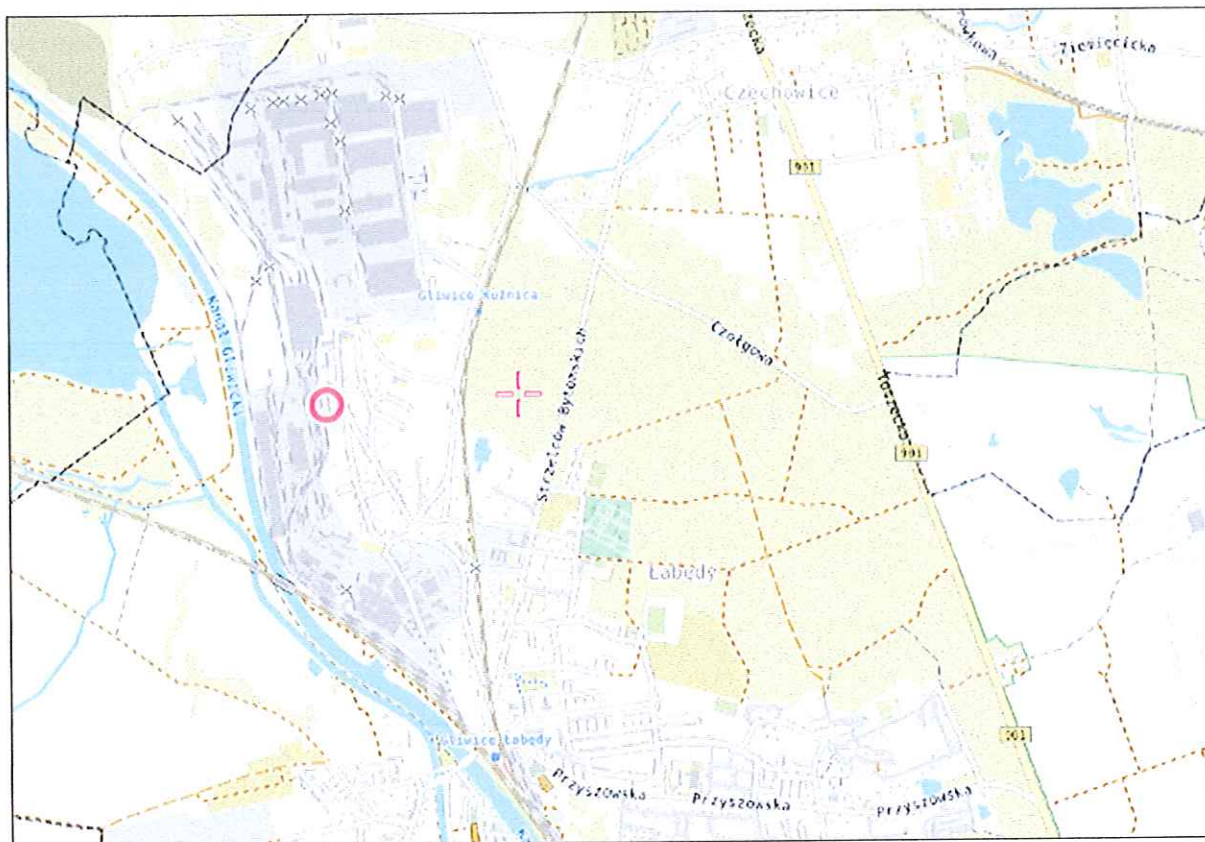 Ziemięcicka
Czechowice
901
Gliwice Kuźnica
Kanał Gliwicki
Czołgowa
Strzelców Bytomskich
Toszecka
901
Łabędy
901
Gliwice Łabędy
Przyszowska
Przyszowska
Przyszowska